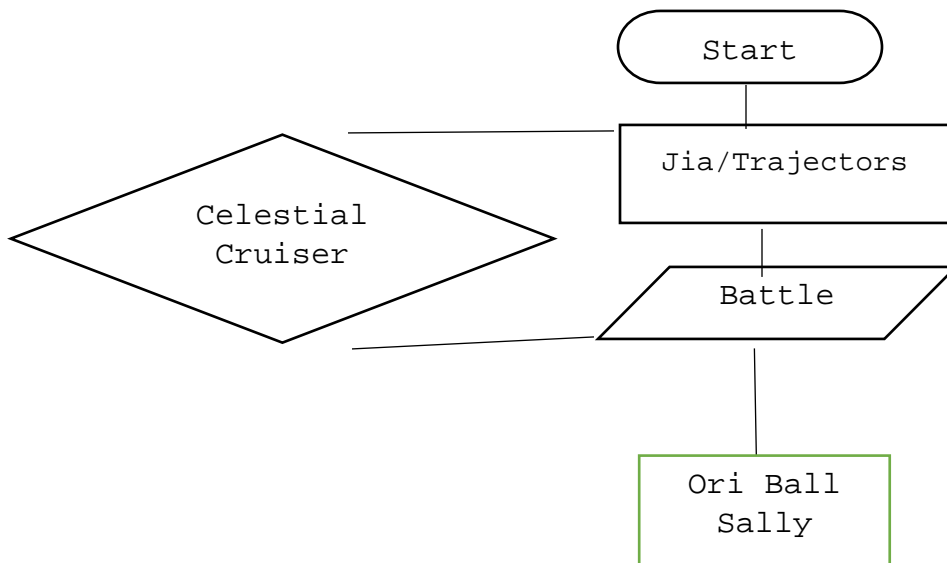 Start
Jia/Trajectors
Celestial
Cruiser
Battle
Ori Ball
Sally